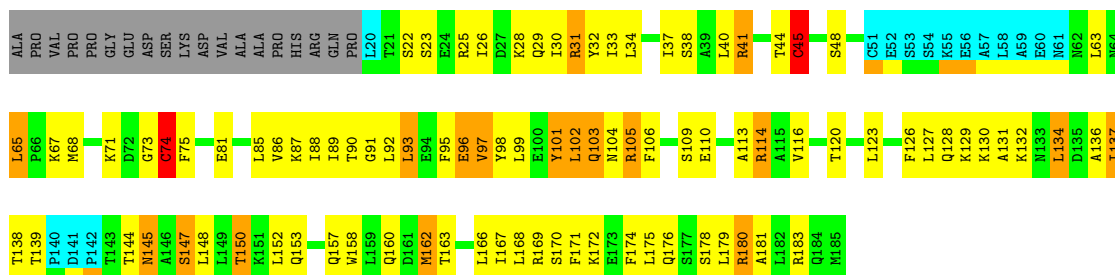 ALA PRO VAL PRO PRO GLY GLU ASP SER LYS ASP VAL ALA ALA PRO HIS ARG GLN PRO L20 T21 S22 S23 E24 R25 I26 D27 K28 Q29 I30 R31 Y32 I33 L34 I37 S38 A39 L40 R41 T44 C45 S48 C51 E52 S53 S54 K55 E56 A57 L58 A59 E60 N61 N62 L63 N64
L65 P66 K67 M68 K71 D72 G73 C74 F75 E81 L85 V86 K87 I88 I89 T90 G91 L92 L93 E94 F95 E96 V97 Y98 L99 E100 Y101 L102 Q103 N104 R105 F106 S109 E110 A113 R114 A115 V116 T120 L123 F126 L127 Q128 K129 K130 A131 K132 N133 L134 D135 A136 I137
T138 T139 P140 D141 P142 T143 T144 N145 A146 S147 L148 L149 T150 K151 L152 Q153 Q157 W158 L159 Q160 D161 M162 T163 L166 I167 L168 R169 S170 F171 K172 E173 F174 L175 Q176 S177 S178 L179 R180 A181 L182 R183 Q184 M185